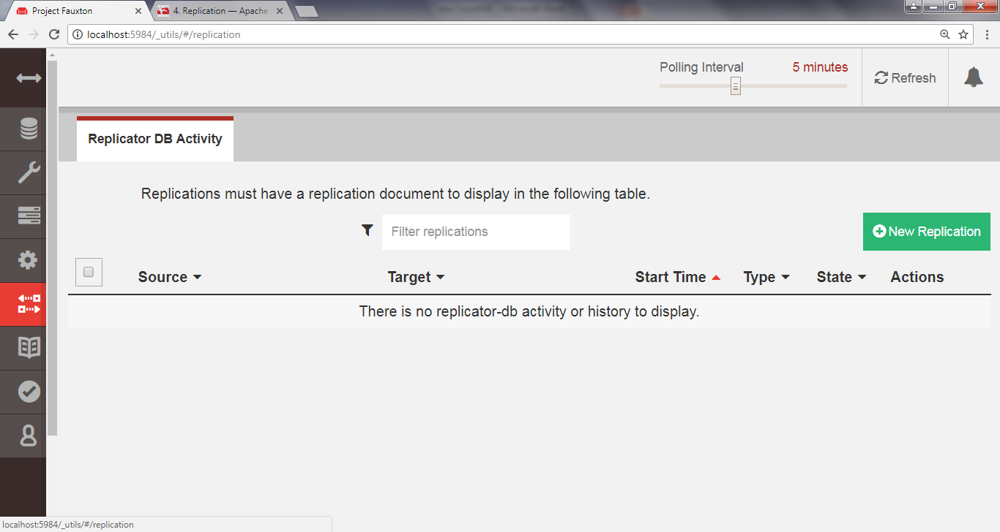 Project Fauxton
4. Replication — Apache
localhost:5984/_utils/#/replication
Polling Interval 5 minutes
Refresh
Replicator DB Activity
Replications must have a replication document to display in the following table.
Filter replications
New Replication
Source Target Start Time Type State Actions
There is no replicator-db activity or history to display.
localhost:5984/_utils/#/replication